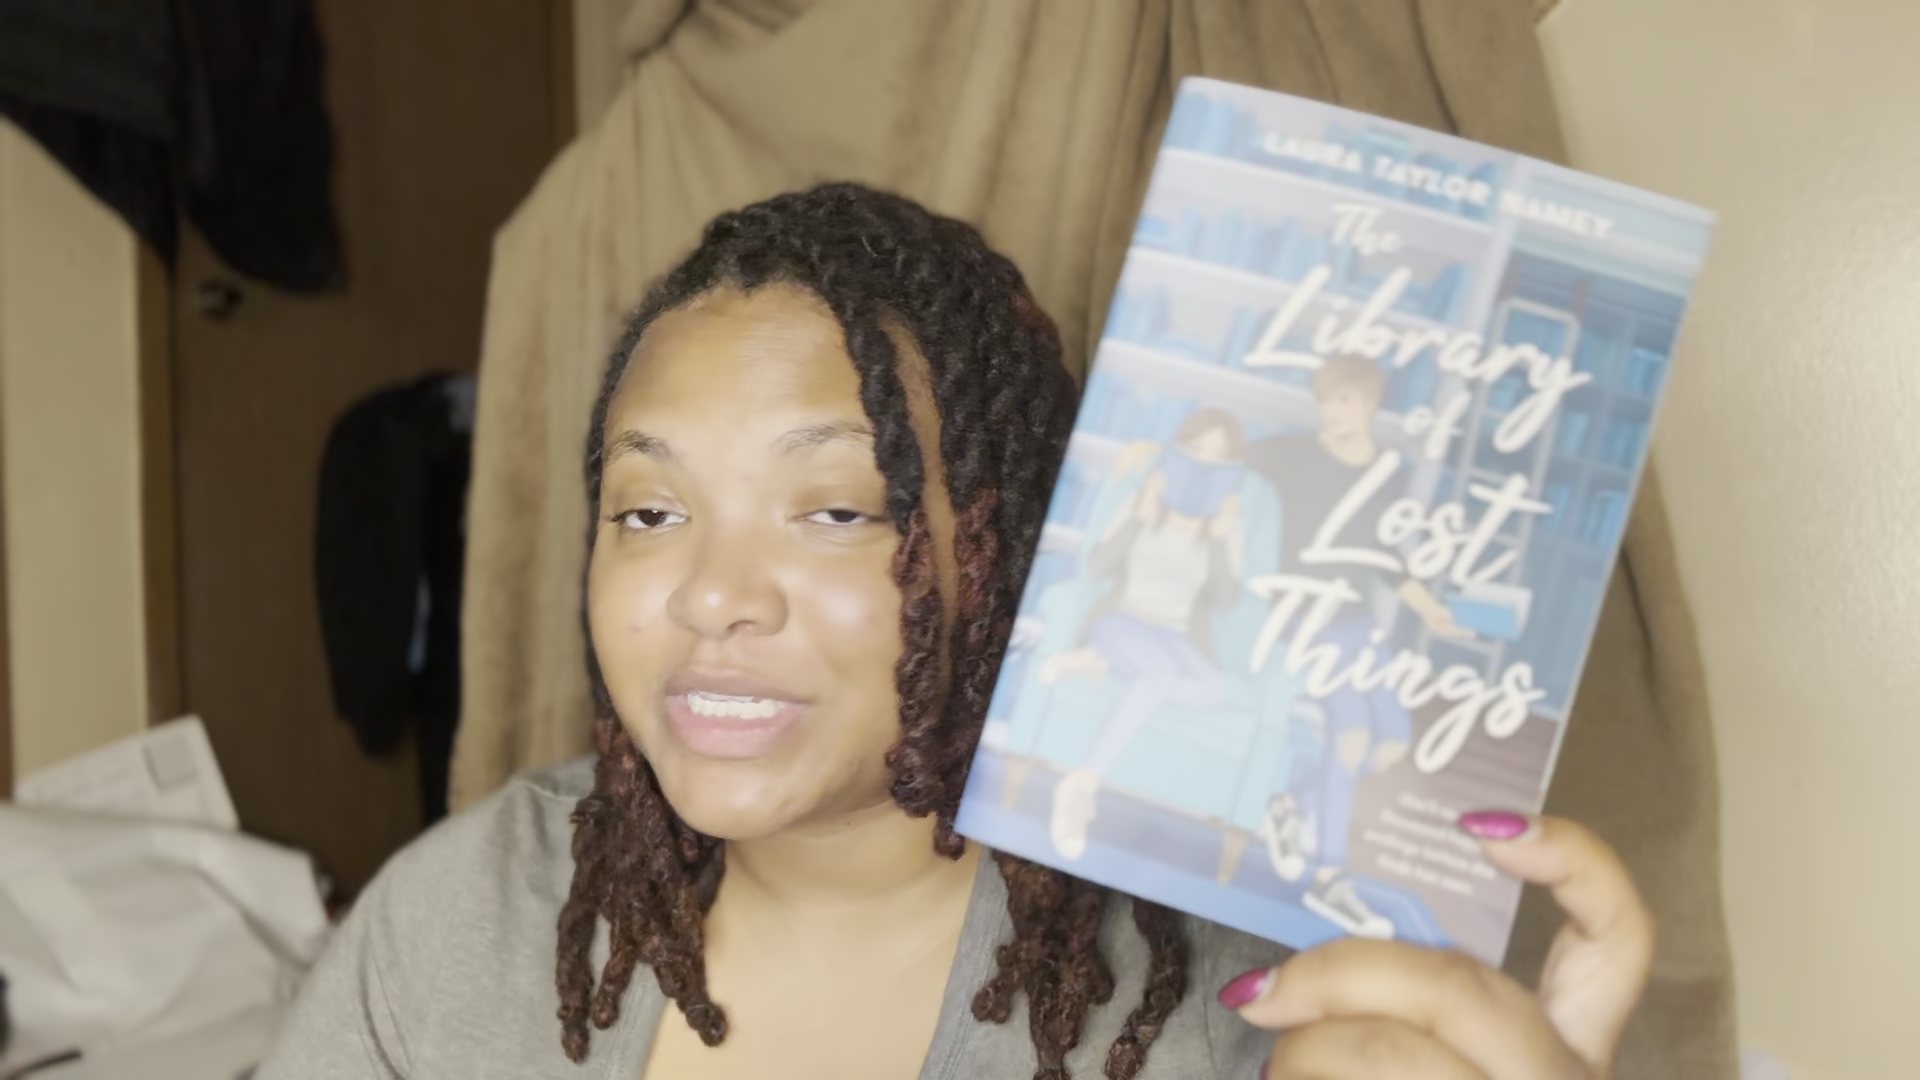 LAURA TAYLOR NAMEY
The
Library
of
Lost
Things